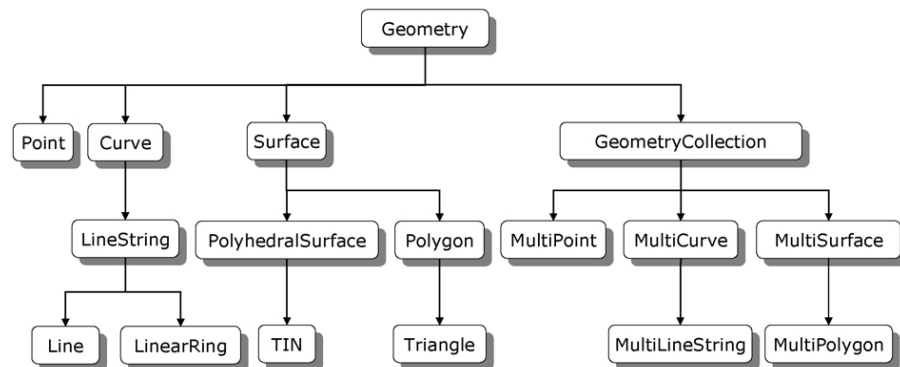 Geometry
Point Curve Surface GeometryCollection
LineString PolyhedralSurface Polygon MultiPoint MultiCurve MultiSurface
Line LinearRing TIN Triangle MultiLineString MultiPolygon